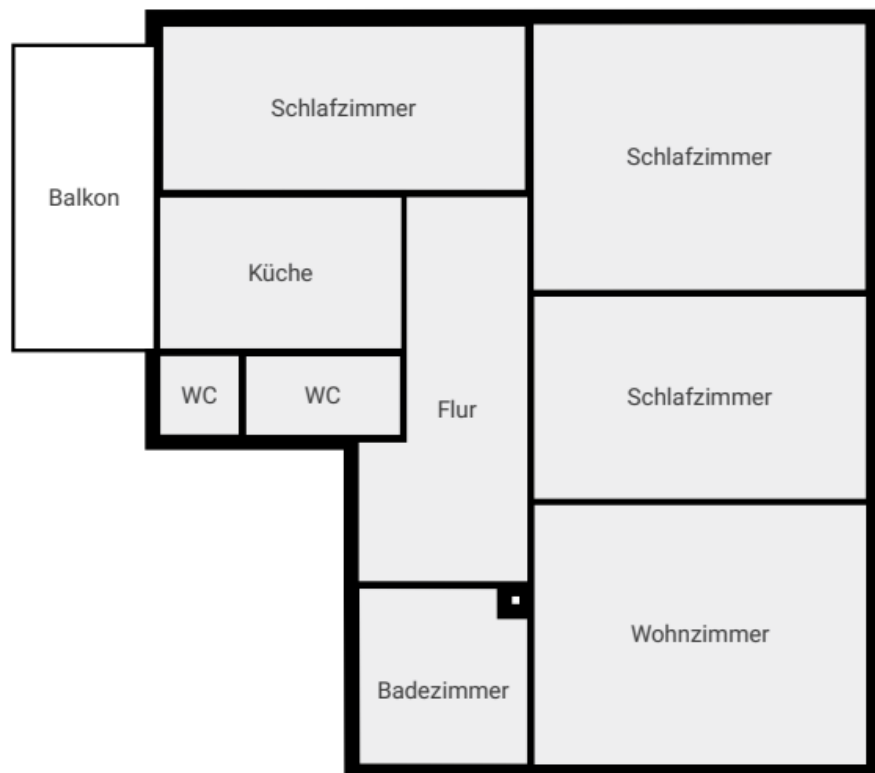 Schlafzimmer
Schlafzimmer
Balkon
Küche
WC
WC
Flur
Schlafzimmer
Wohnzimmer
Badezimmer